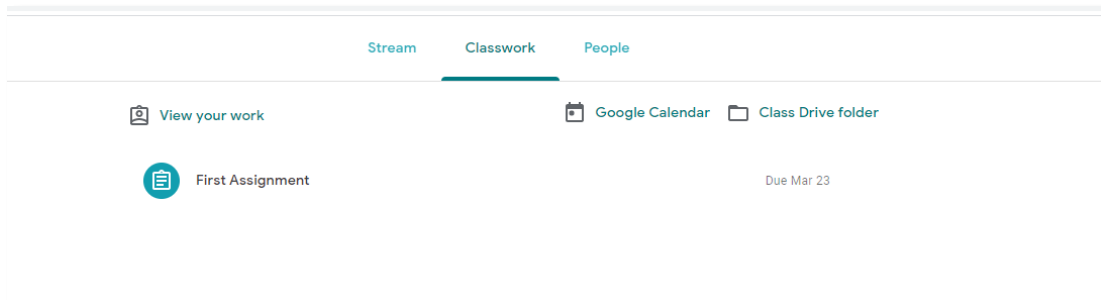 Stream Classwork People
View your work Google Calendar Class Drive folder
First Assignment Due Mar 23